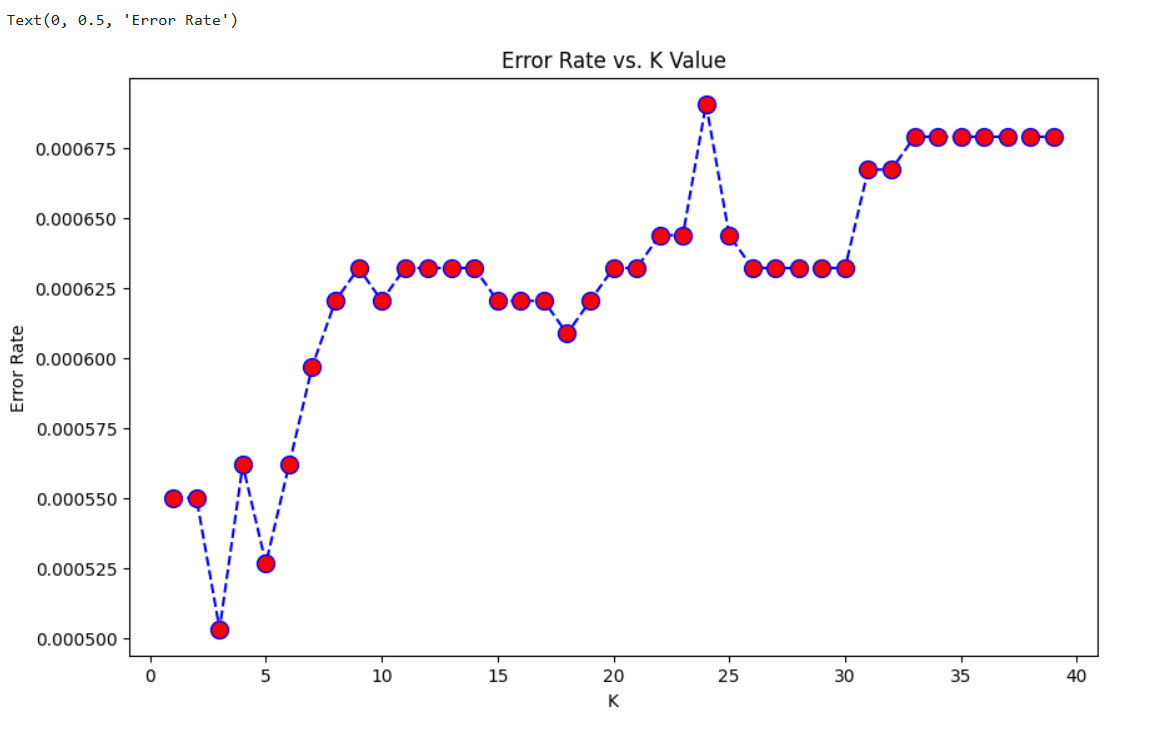 Text(0, 0.5, 'Error Rate')
Error Rate vs. K Value
0.000675
0.000650
0.000625
0.000600
0.000575
0.000550
0.000525
0.000500
Error Rate
0 5 10 15 20 25 30 35 40
K